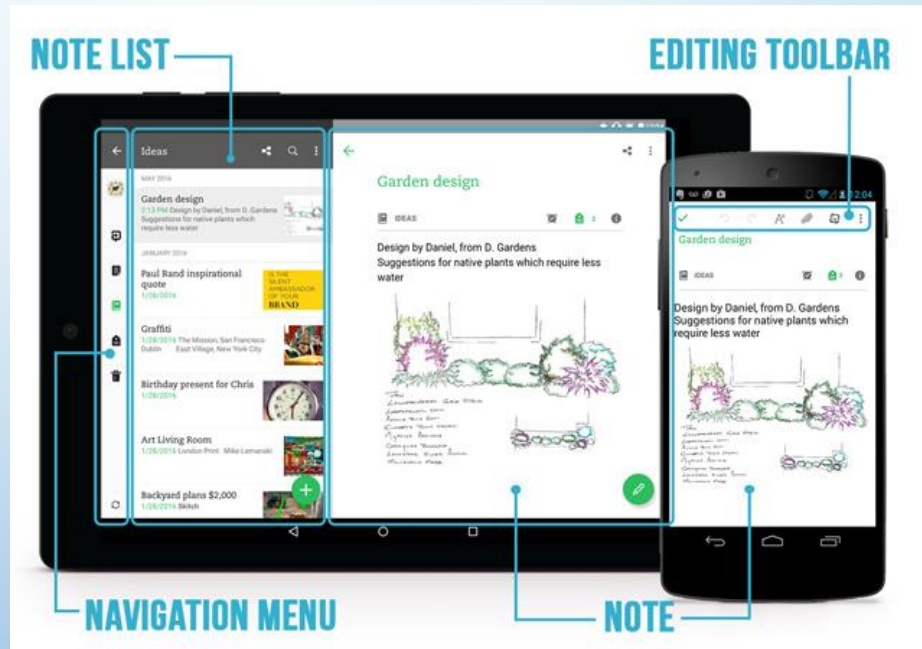 NOTE LIST
EDITING TOOLBAR
Ideas
MAY 2016
Garden design
2:13 PM Design by Daniel, from D. Gardens
Suggestions for native plants which
require less water
JANUARY 2016
Paul Rand inspirational
quote
1/28/2016
IS THE
SILENT
AMBASSADOR
OF YOUR
BRAND
Graffiti
1/28/2016 The Mission, San Francisco
Dublin East Village, New York City
Birthday present for Chris
1/28/2016
Art Living Room
1/28/2016 London Print Mike Lemanski
Backyard plans $2,000
1/28/2016 Skitch
Garden design
IDEAS
2
Design by Daniel, from D. Gardens
Suggestions for native plants which require less
water
12:04
Garden design
IDEAS
2
Design by Daniel, from D. Gardens
Suggestions for native plants which
require less water
NAVIGATION MENU
NOTE